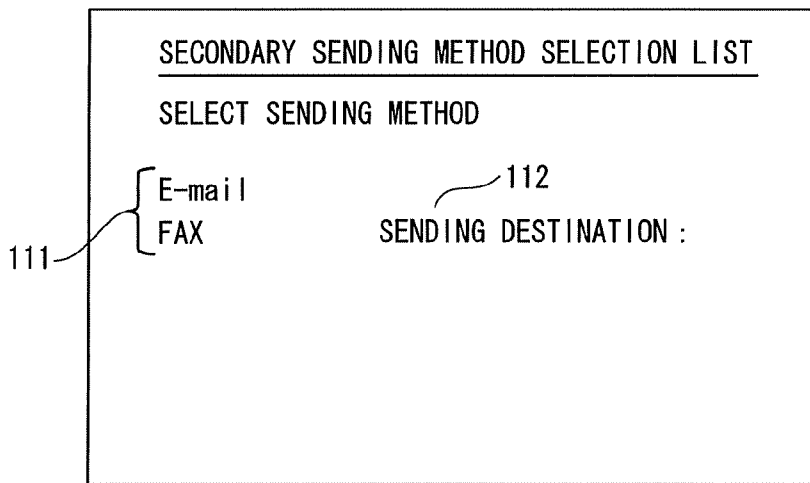 SECONDARY SENDING METHOD SELECTION LIST
SELECT SENDING METHOD
E-mail
112
FAX
SENDING DESTINATION :
111